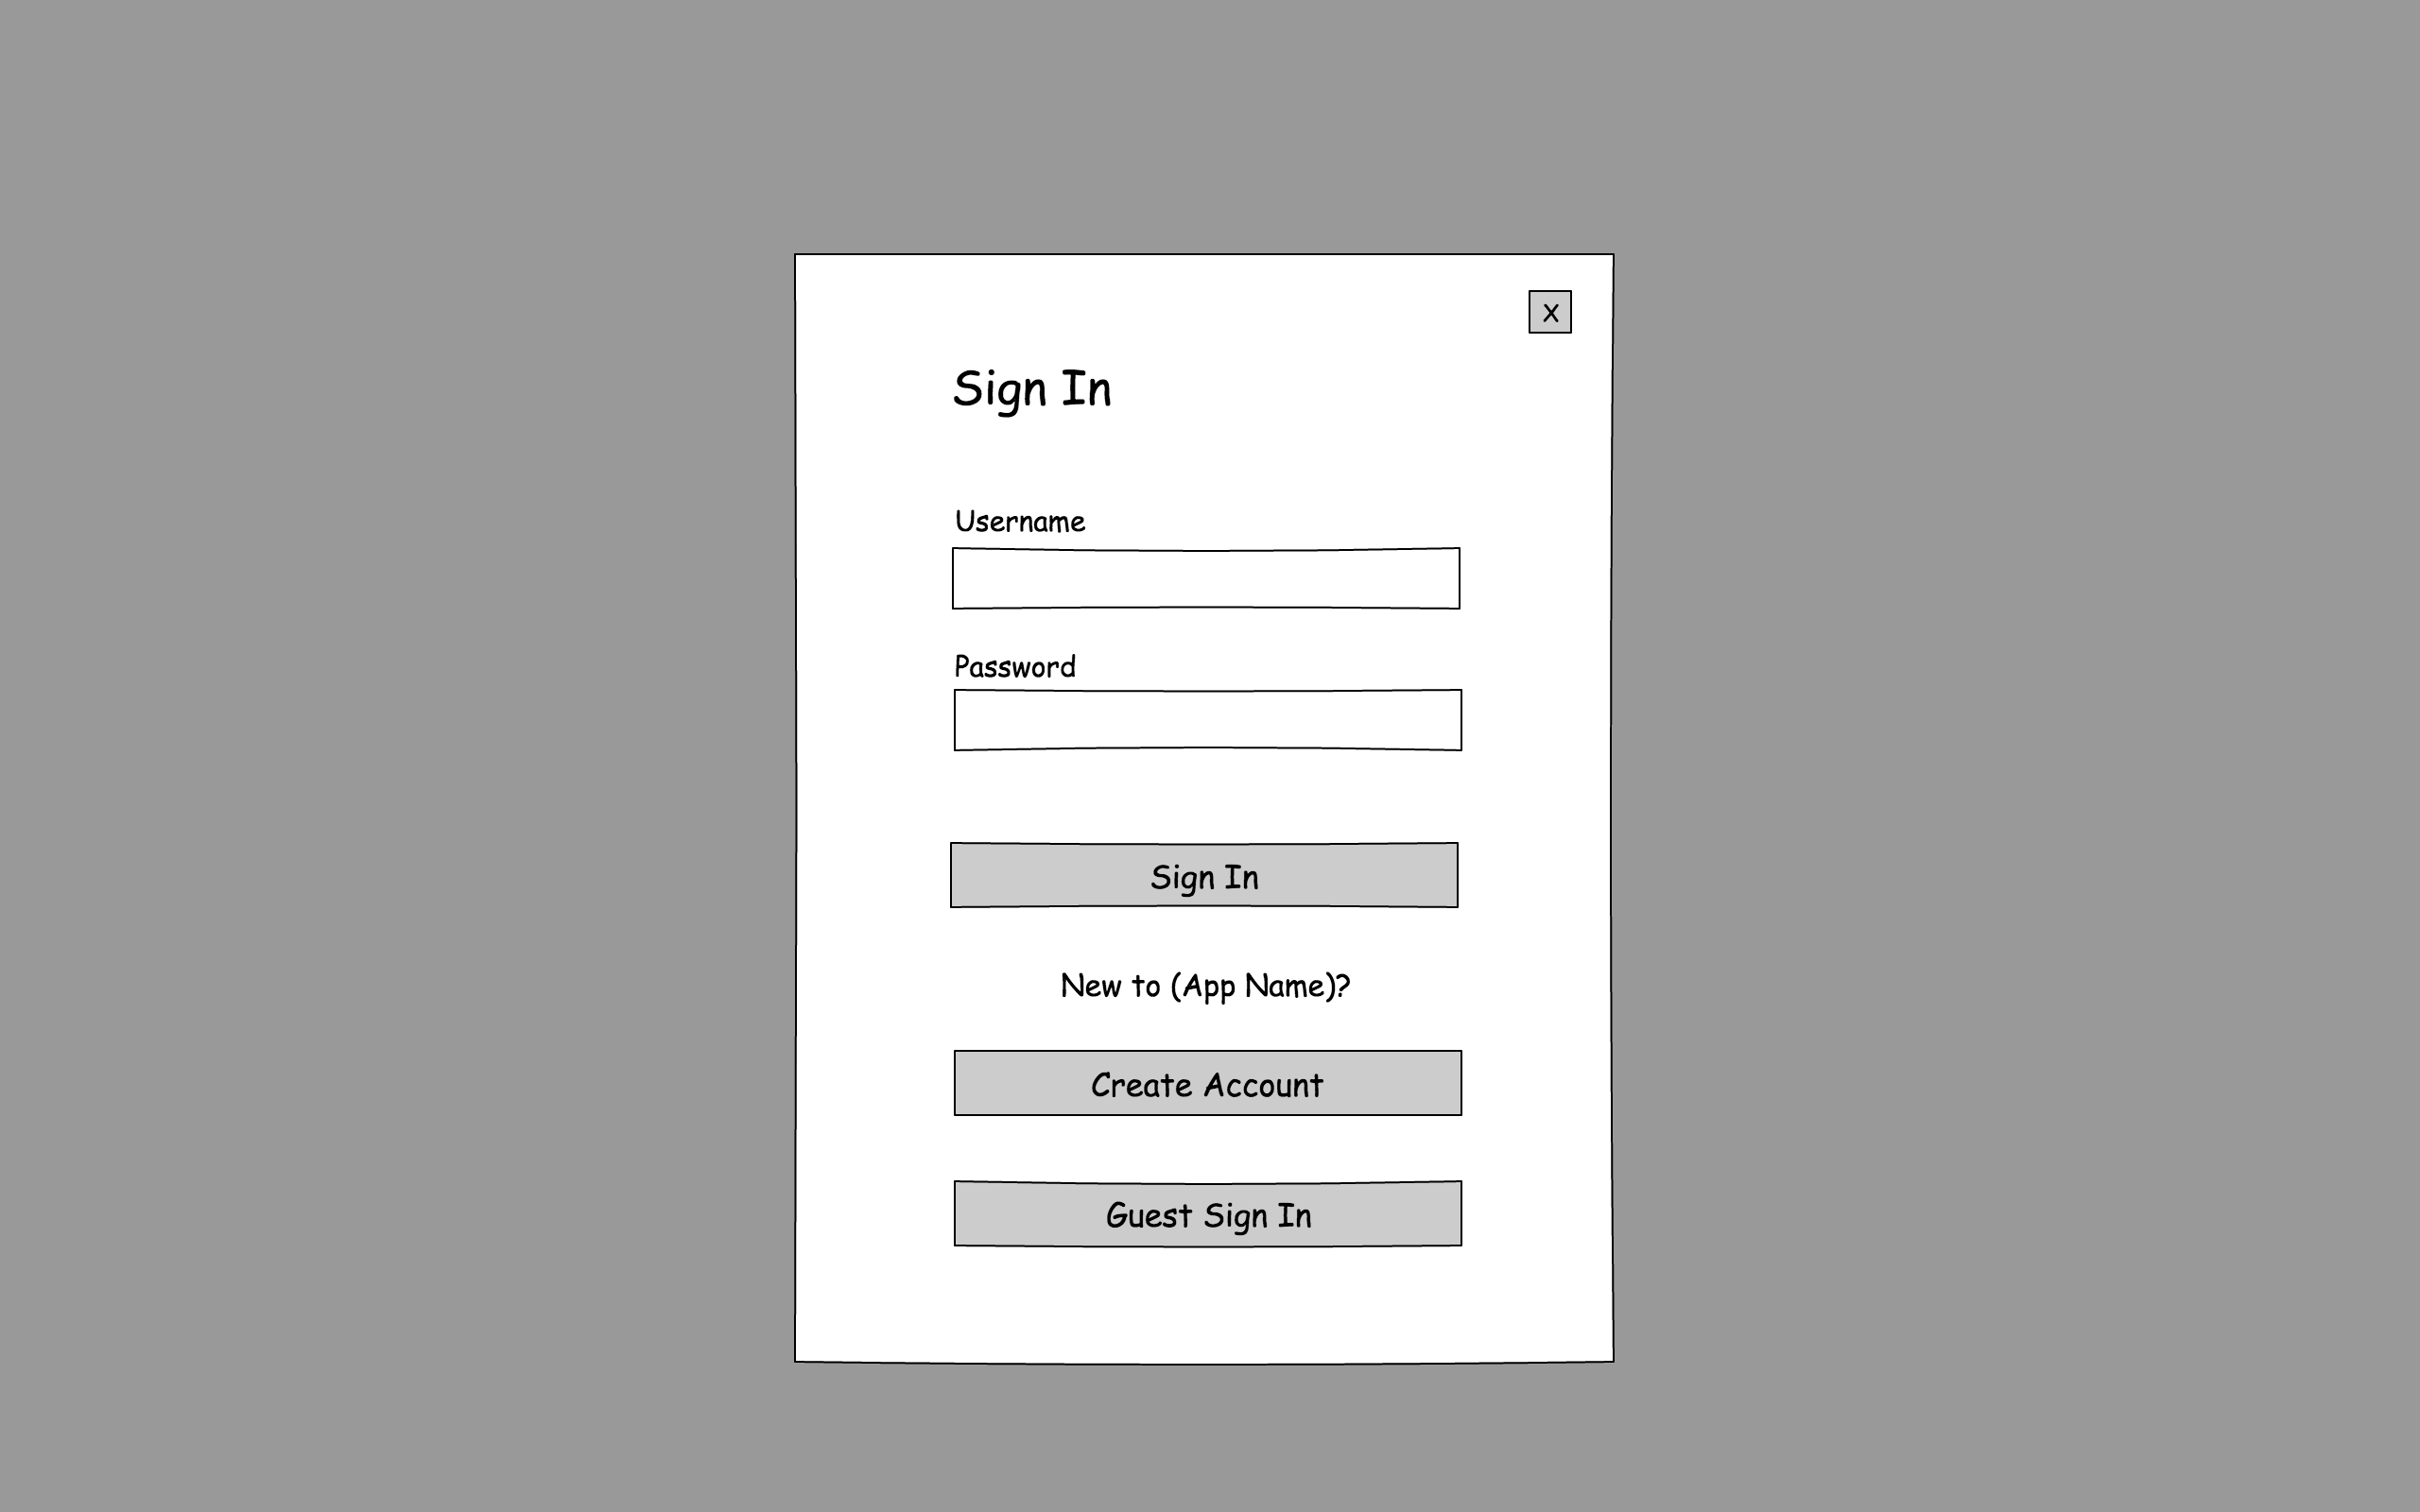 X
Sign In
Username
Password
Sign In
New to (App Name)?
Create Account
Guest Sign In